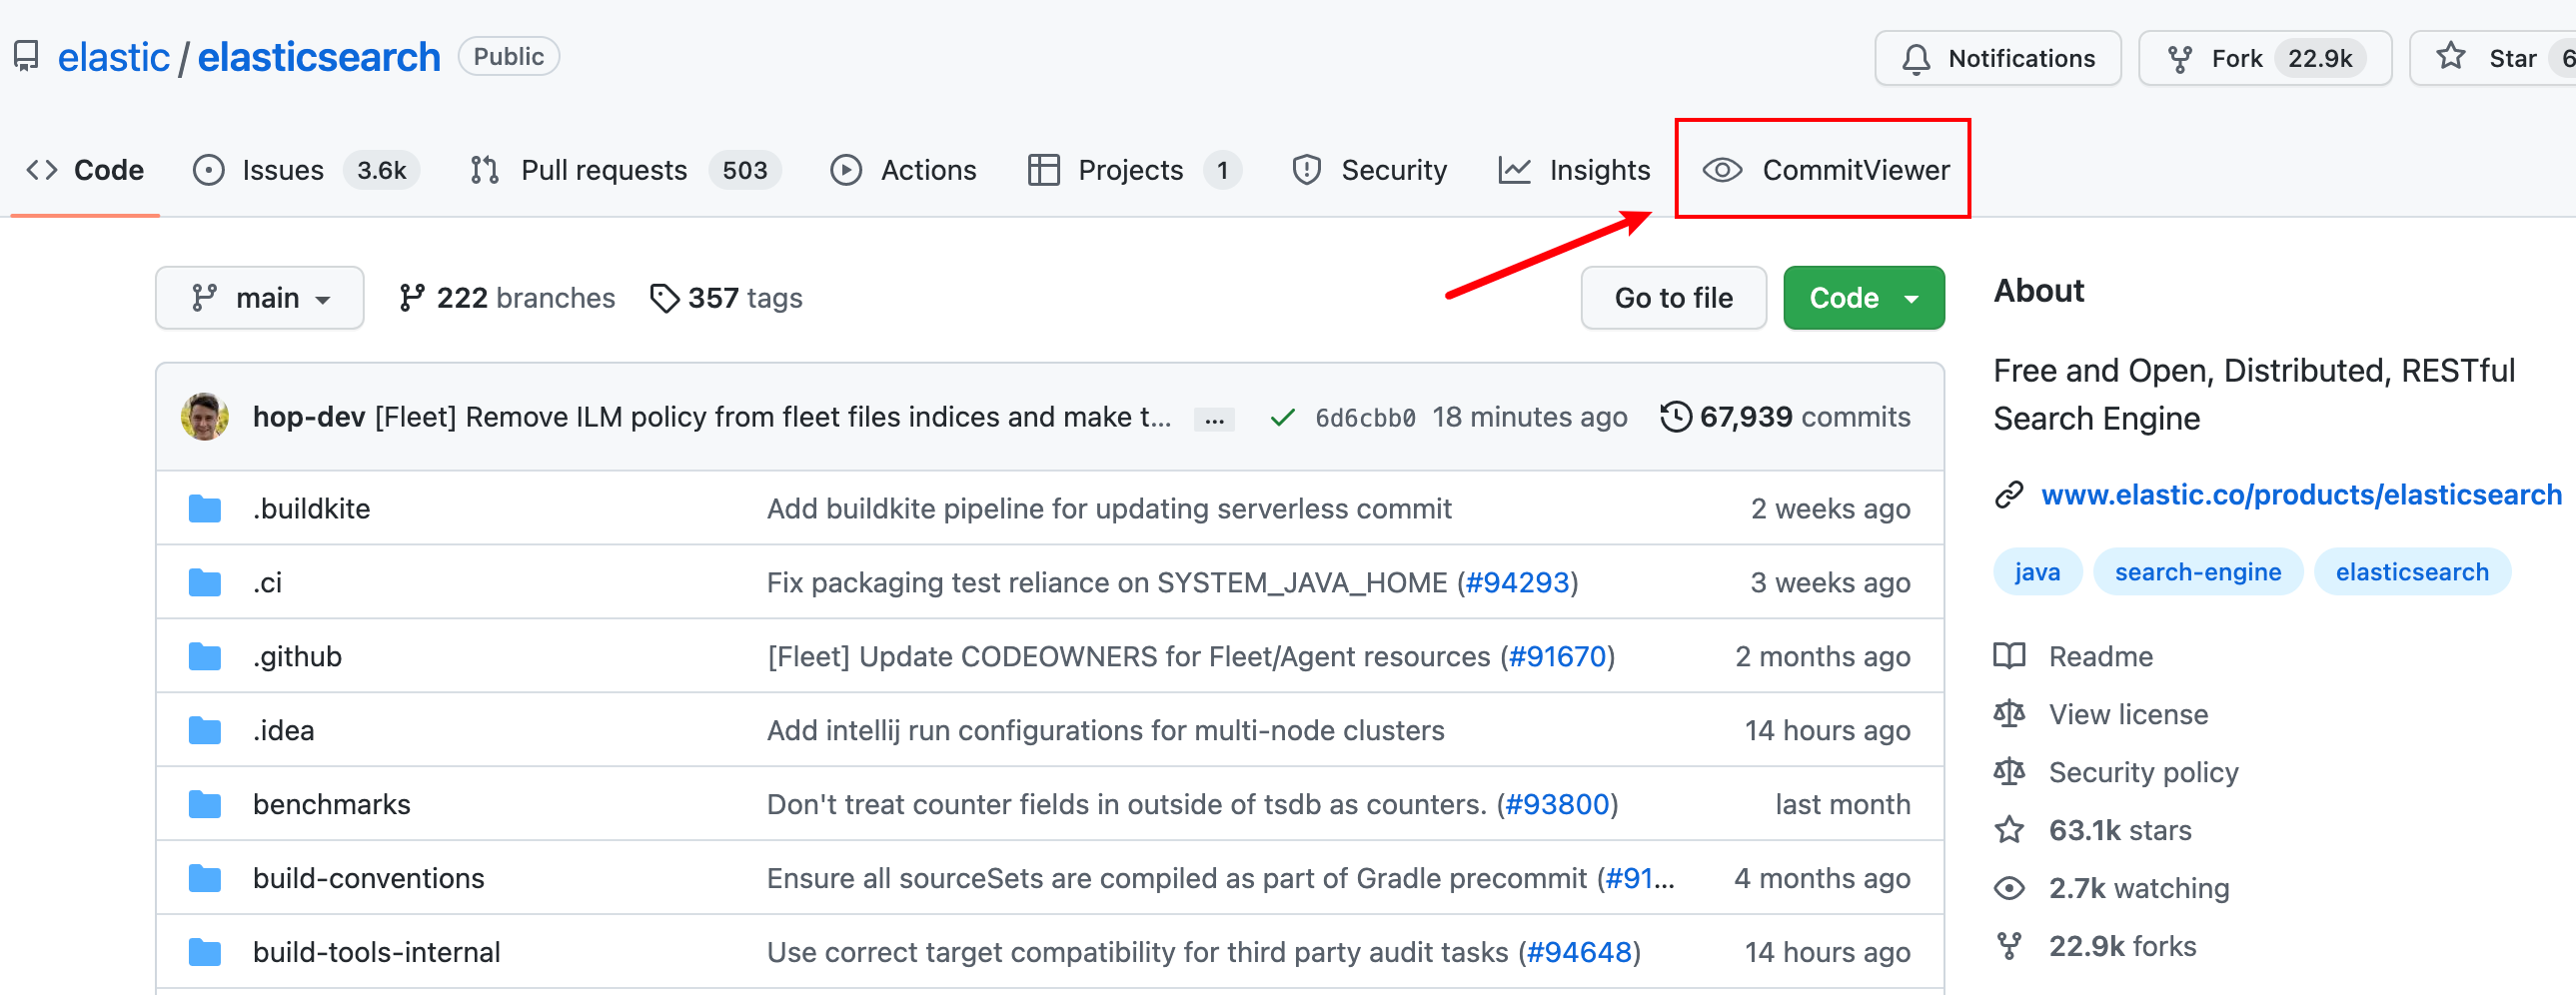 elastic / elasticsearch Public
Notifications Fork 22.9k Star 6
Code Issues 3.6k Pull requests 503 Actions Projects 1 Security Insights CommitViewer
main 222 branches 357 tags Go to file Code
hop-dev [Fleet] Remove ILM policy from fleet files indices and make t... ... 6d6cbb0 18 minutes ago 67,939 commits
.buildkite Add buildkite pipeline for updating serverless commit 2 weeks ago
.ci Fix packaging test reliance on SYSTEM_JAVA_HOME (#94293) 3 weeks ago
.github [Fleet] Update CODEOWNERS for Fleet/Agent resources (#91670) 2 months ago
.idea Add intellij run configurations for multi-node clusters 14 hours ago
benchmarks Don't treat counter fields in outside of tsdb as counters. (#93800) last month
build-conventions Ensure all sourceSets are compiled as part of Gradle precommit (#91... 4 months ago
build-tools-internal Use correct target compatibility for third party audit tasks (#94648) 14 hours ago
About
Free and Open, Distributed, RESTful
Search Engine
www.elastic.co/products/elasticsearch
java search-engine elasticsearch
Readme
View license
Security policy
63.1k stars
2.7k watching
22.9k forks